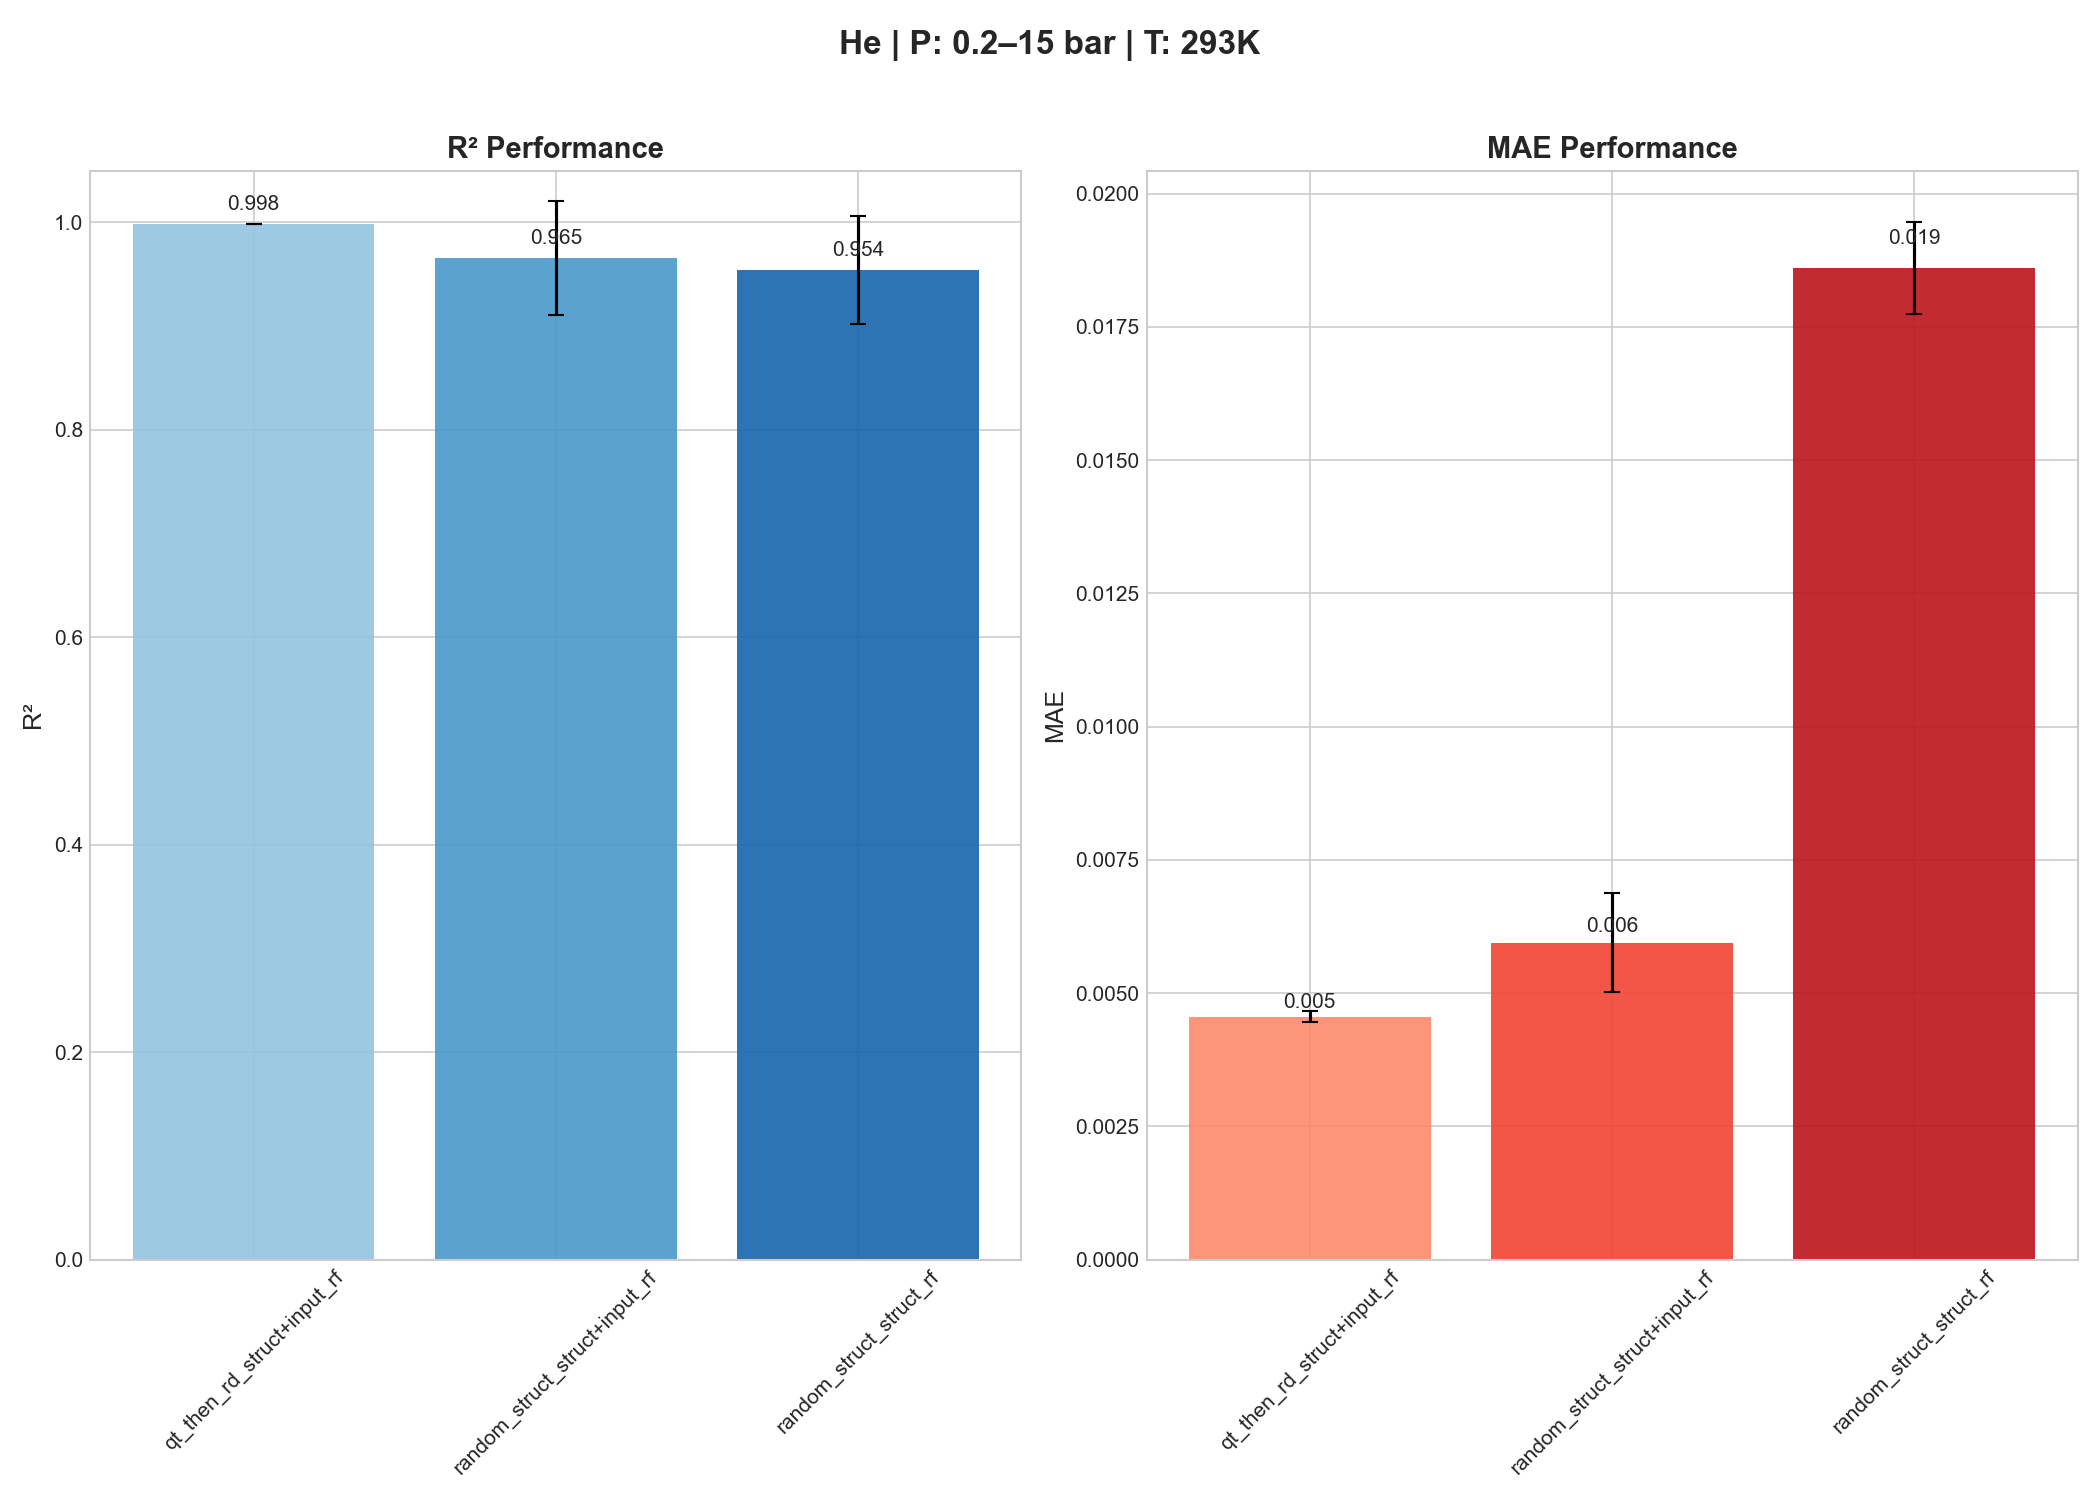 He | P: 0.2–15 bar | T: 293K
R² Performance
R²
1.0
0.8
0.6
0.4
0.2
0.0
0.998
0.965
0.954
qt_then_rd_struct+input_rf
random_struct_struct+input_rf
random_struct_struct_rf
MAE Performance
MAE
0.0200
0.0175
0.0150
0.0125
0.0100
0.0075
0.0050
0.0025
0.0000
0.005
0.006
0.019
qt_then_rd_struct+input_rf
random_struct_struct+input_rf
random_struct_struct_rf